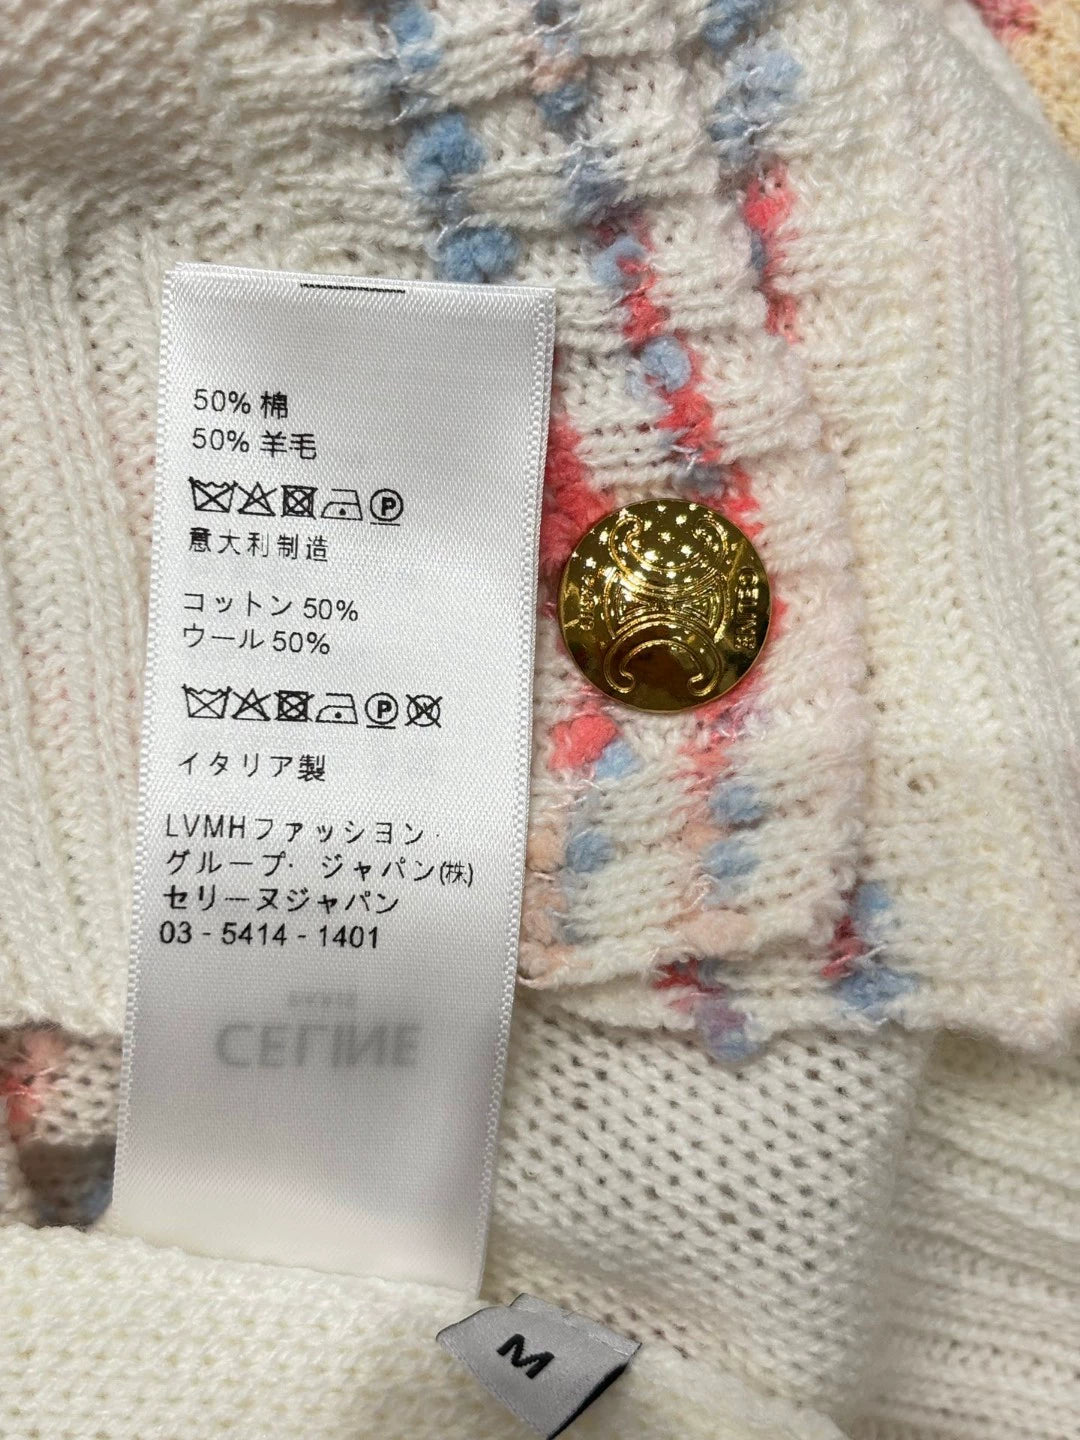 50% 棉
50% 羊毛
P
意大利制造
コットン 50%
ウール 50%
P
イタリア製
LVMHファッション・
グループ・ ジャパン(株)
セリーヌジャパン
03 - 5414 - 1401
PARIS
CELINE
M